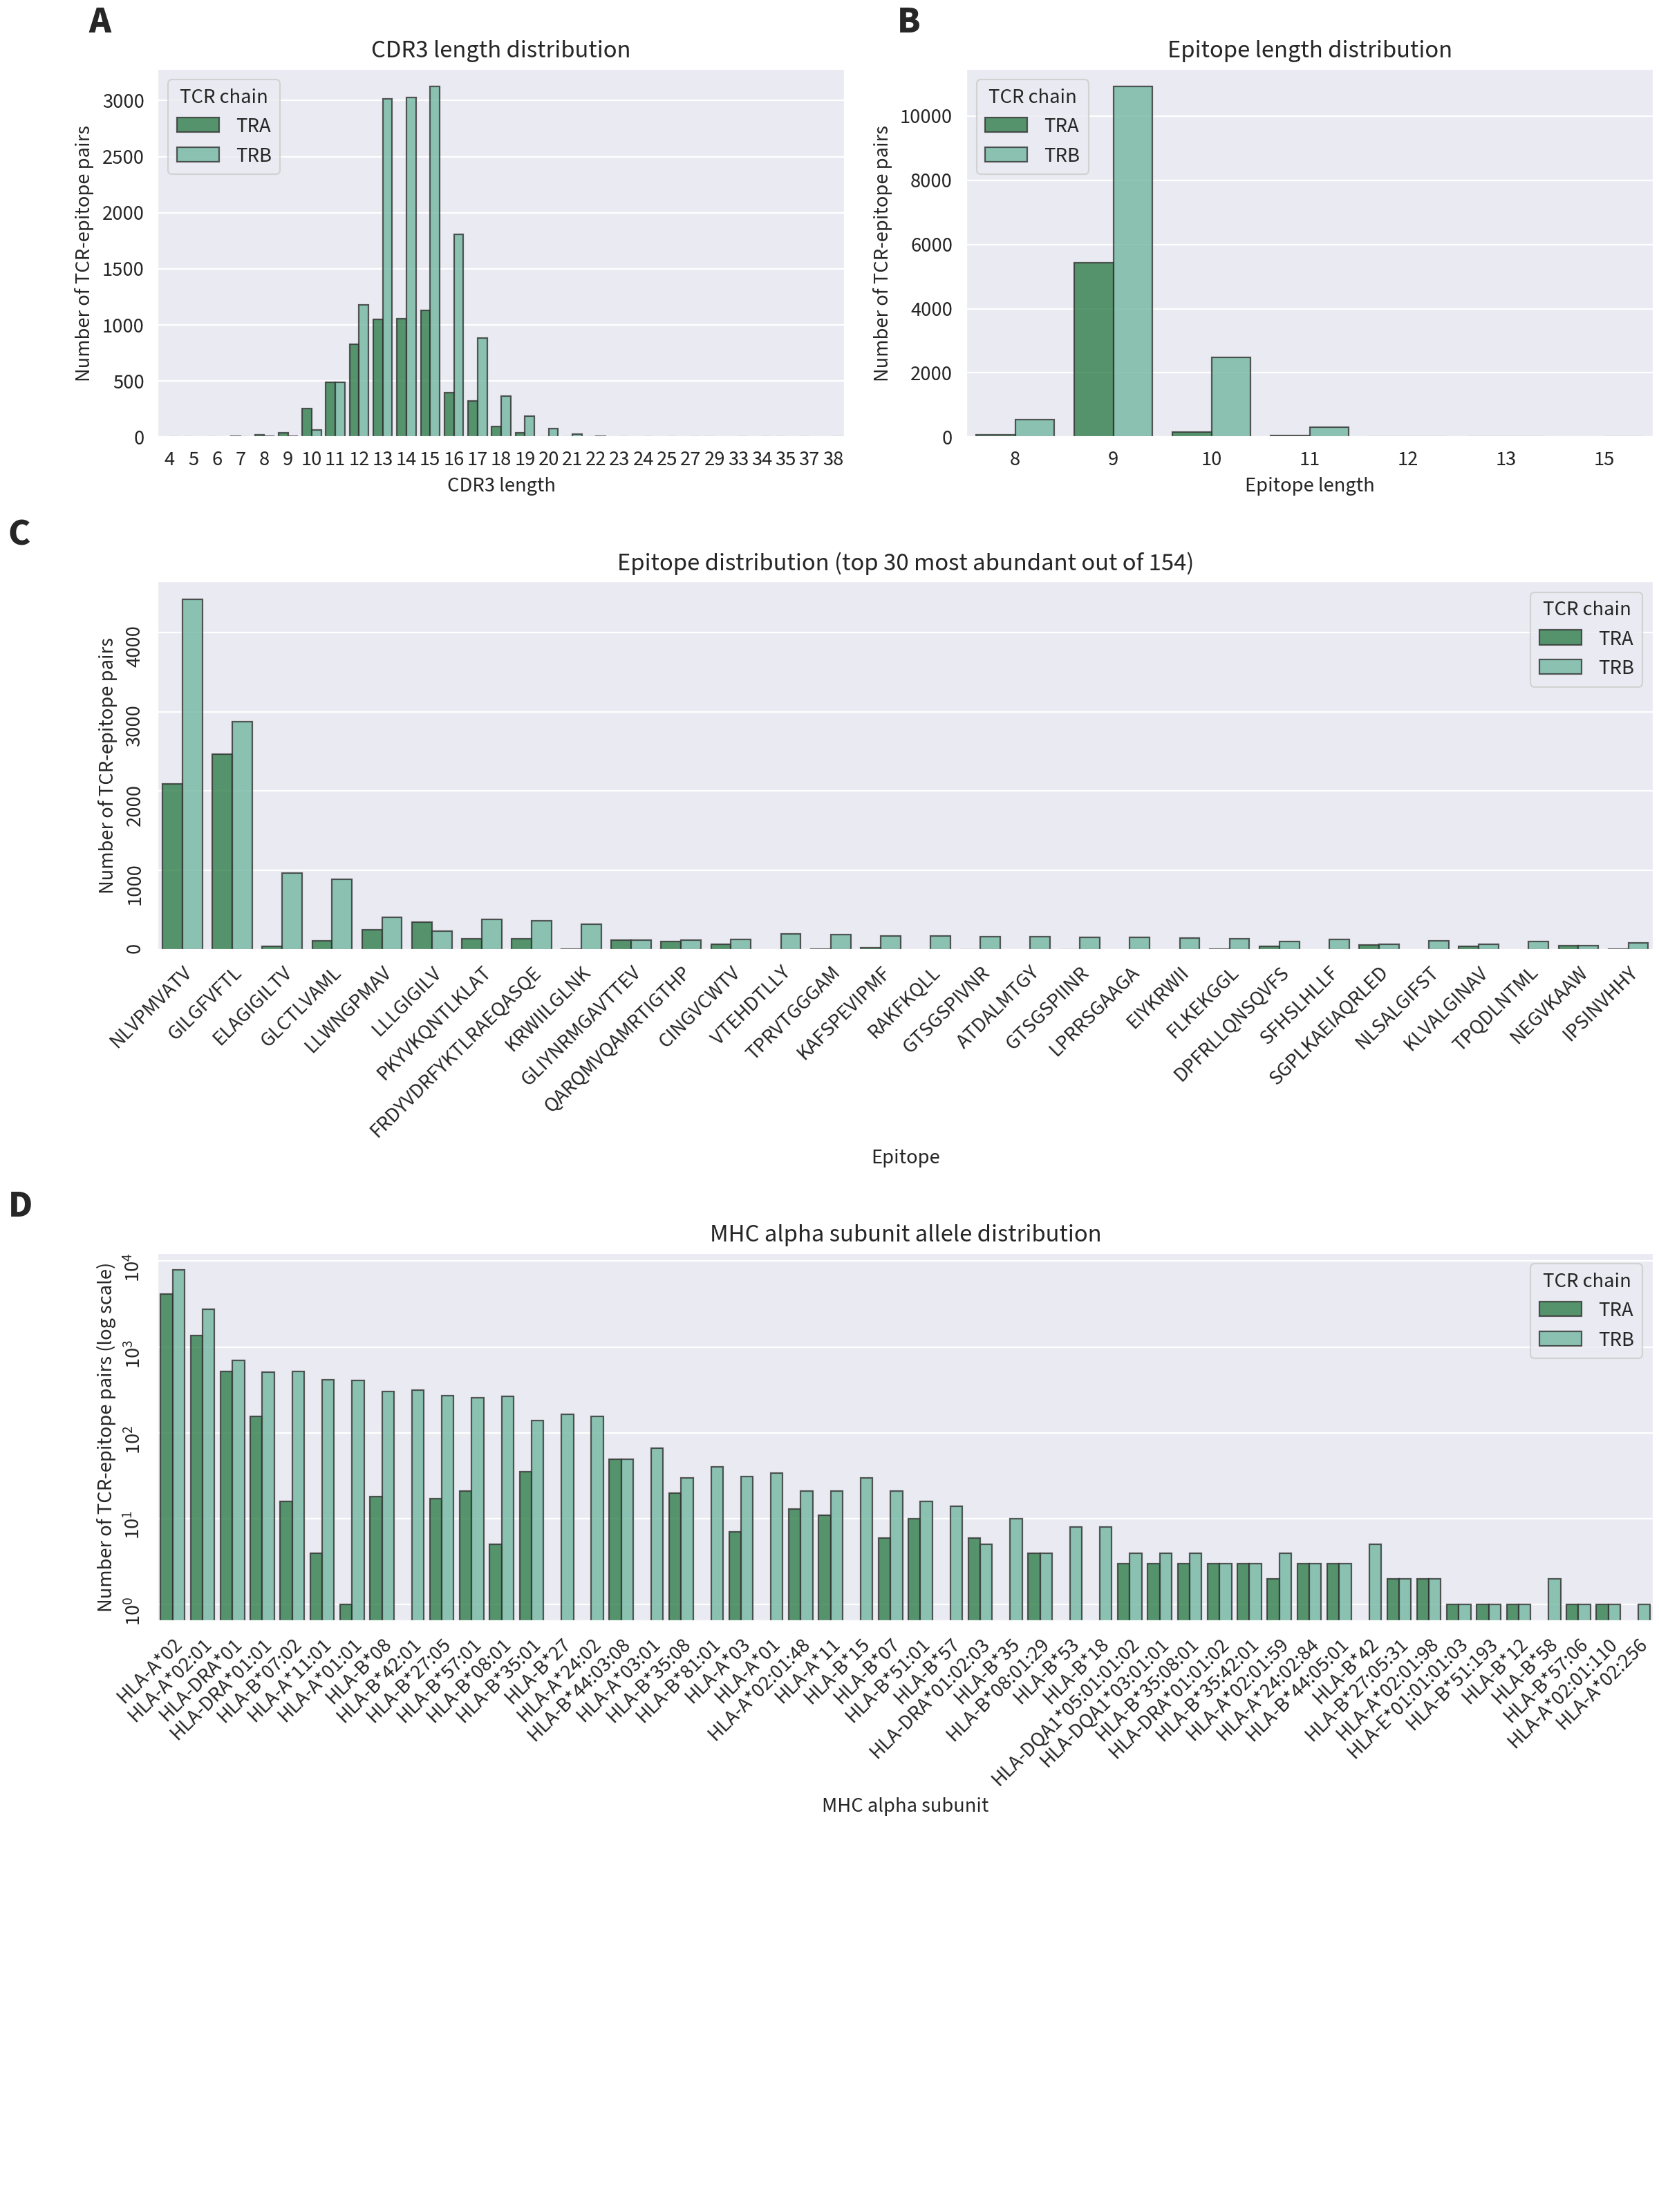 A
CDR3 length distribution
Number of TCR-epitope pairs
3000
2500
2000
1500
1000
500
0
TCR chain
TRA
TRB
4 5 6 7 8 9 10 11 12 13 14 15 16 17 18 19 20 21 22 23 24 25 27 29 33 34 35 37 38
CDR3 length
B
Epitope length distribution
Number of TCR-epitope pairs
10000
8000
6000
4000
2000
0
TCR chain
TRA
TRB
8 9 10 11 12 13 15
Epitope length
C
Epitope distribution (top 30 most abundant out of 154)
Number of TCR-epitope pairs
4000
3000
2000
1000
0
TCR chain
TRA
TRB
NLVPMVATV
GILGFVFTL
ELAGIGILTV
GLCTLVAML
LLWNGPMAV
LLLGIGILV
PKYVKQNTLKLAT
FRDYVDRFYKTLRAEQASQE
KRWIILGLNK
GLIYNRMGAVTTEV
QARQMVQAMRTIGTHP
CINGVCWTV
VTEHDTLLY
TPRVTGGGAM
KAFSPEVIPMF
RAKFKQLL
GTSGSPIVNR
ATDALMTGY
GTSGSPIINR
LPRRSGAAGA
EIYKRWII
FLKEKGGL
DPFRLLQNSQVFS
SFHSLHLLF
SGPLKAEIAQRLED
NLSALGIFST
KLVALGINAV
TPQDLNTML
NEGVKAAW
IPSINVHHY
Epitope
D
MHC alpha subunit allele distribution
Number of TCR-epitope pairs (log scale)
10⁴
10³
10²
10¹
10⁰
TCR chain
TRA
TRB
HLA-A*02
HLA-A*02:01
HLA-DRA*01
HLA-DRA*01:01
HLA-B*07:02
HLA-A*11:01
HLA-A*01:01
HLA-B*08
HLA-B*42:01
HLA-B*27:05
HLA-B*57:01
HLA-B*08:01
HLA-B*35:01
HLA-B*27
HLA-A*24:02
HLA-B*44:03:08
HLA-A*03:01
HLA-B*35:08
HLA-B*81:01
HLA-A*03
HLA-A*01
HLA-A*02:01:48
HLA-A*11
HLA-B*15
HLA-B*07
HLA-B*51:01
HLA-B*57
HLA-DRA*01:02:03
HLA-B*35
HLA-B*08:01:29
HLA-B*53
HLA-B*18
HLA-DQA1*05:01:01:02
HLA-DQA1*03:01:01
HLA-B*35:08:01
HLA-DRA*01:01:02
HLA-B*35:42:01
HLA-A*02:01:59
HLA-A*24:02:84
HLA-B*44:05:01
HLA-B*42
HLA-B*27:05:31
HLA-A*02:01:98
HLA-E*01:01:01:03
HLA-B*51:193
HLA-B*12
HLA-B*58
HLA-B*57:06
HLA-A*02:01:110
HLA-A*02:256
MHC alpha subunit